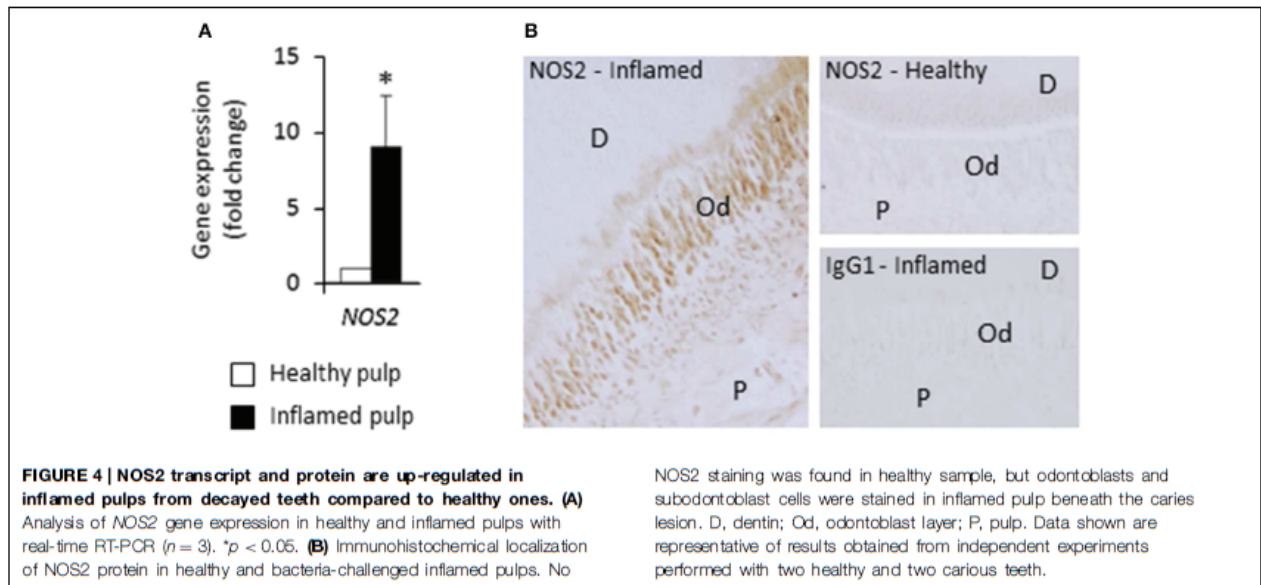 A
15
10
5
0
Gene expression
(fold change)
*
NOS2
Healthy pulp
Inflamed pulp
B
NOS2 - Inflamed
D
Od
P
NOS2 - Healthy
D
Od
P
IgG1 - Inflamed
D
Od
P
FIGURE 4 | NOS2 transcript and protein are up-regulated in
inflamed pulps from decayed teeth compared to healthy ones. (A)
Analysis of NOS2 gene expression in healthy and inflamed pulps with
real-time RT-PCR (n = 3). *p < 0.05. (B) Immunohistochemical localization
of NOS2 protein in healthy and bacteria-challenged inflamed pulps. No
NOS2 staining was found in healthy sample, but odontoblasts and
subodontoblast cells were stained in inflamed pulp beneath the caries
lesion. D, dentin; Od, odontoblast layer; P, pulp. Data shown are
representative of results obtained from independent experiments
performed with two healthy and two carious teeth.